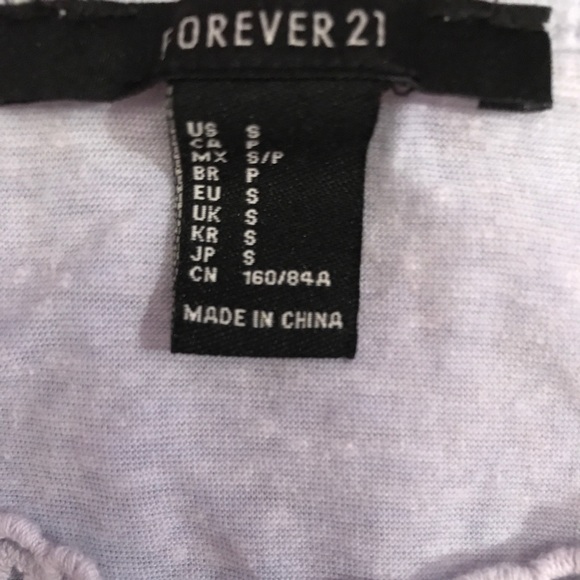 FOREVER 21
US S
CA P
MX S/P
BR P
EU S
UK S
KR S
JP S
CN 160/84A
MADE IN CHINA